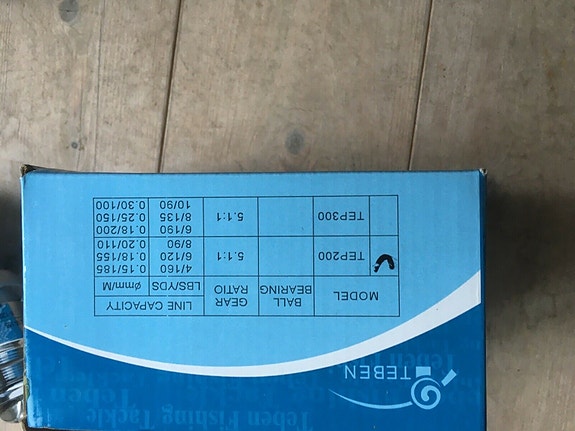 TEBEN
Teben Fishing Tackle
MODEL BALL BEARING GEAR RATIO LINE CAPACITY
LBS/YDS Ømm/M
TEP200 5.1:1 4/160 0.15/185
6/120 0.18/155
8/90 0.20/110
TEP300 5.1:1 6/190 0.18/200
8/135 0.25/150
10/90 0.30/100